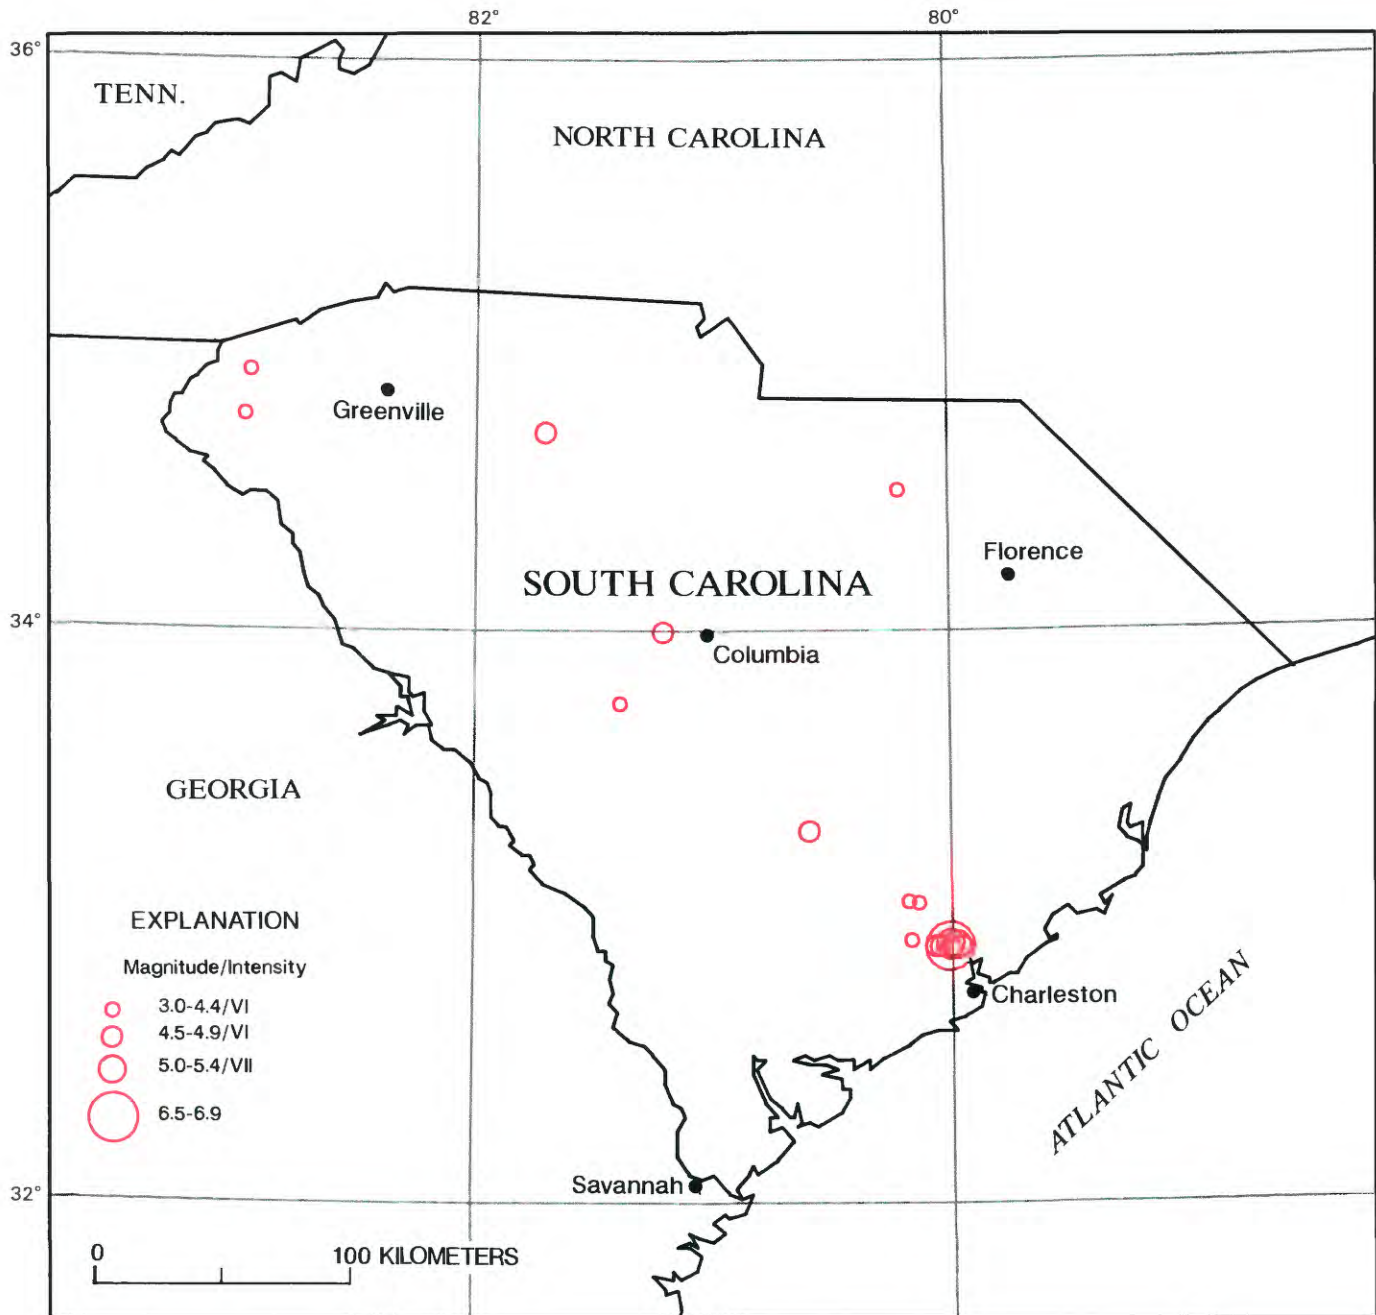 82°
80°
36°
TENN.
NORTH CAROLINA
Greenville
Florence
SOUTH CAROLINA
34°
Columbia
GEORGIA
EXPLANATION
Magnitude/Intensity
3.0-4.4/VI
4.5-4.9/VI
5.0-5.4/VII
6.5-6.9
Charleston
ATLANTIC OCEAN
32°
Savannah
0
100 KILOMETERS